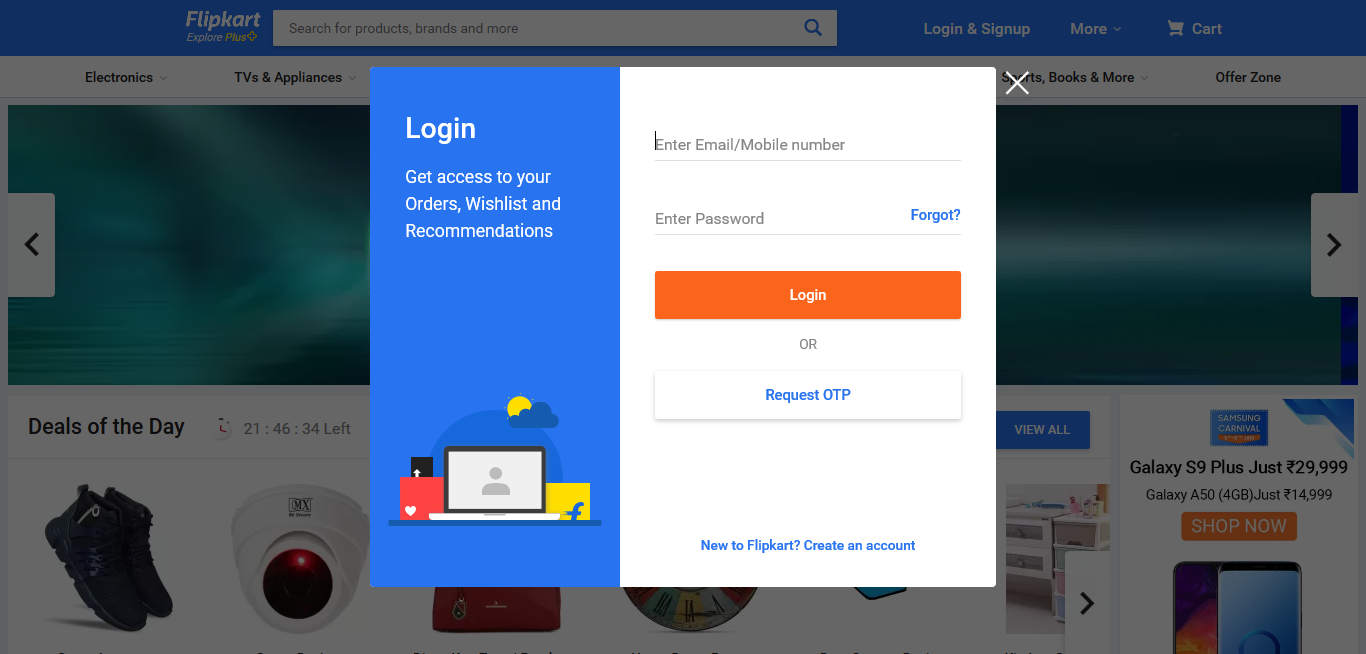 Flipkart
Explore Plus
Search for products, brands and more
Login & Signup
More
Cart
Electronics
TVs & Appliances
Sports, Books & More
Offer Zone
Login
Get access to your
Orders, Wishlist and
Recommendations
Enter Email/Mobile number
Enter Password
Forgot?
Login
OR
Request OTP
New to Flipkart? Create an account
Deals of the Day
21 : 46 : 34 Left
VIEW ALL
MX
SAMSUNG
CARNIVAL
Galaxy S9 Plus Just ₹29,999
Galaxy A50 (4GB)Just ₹14,999
SHOP NOW